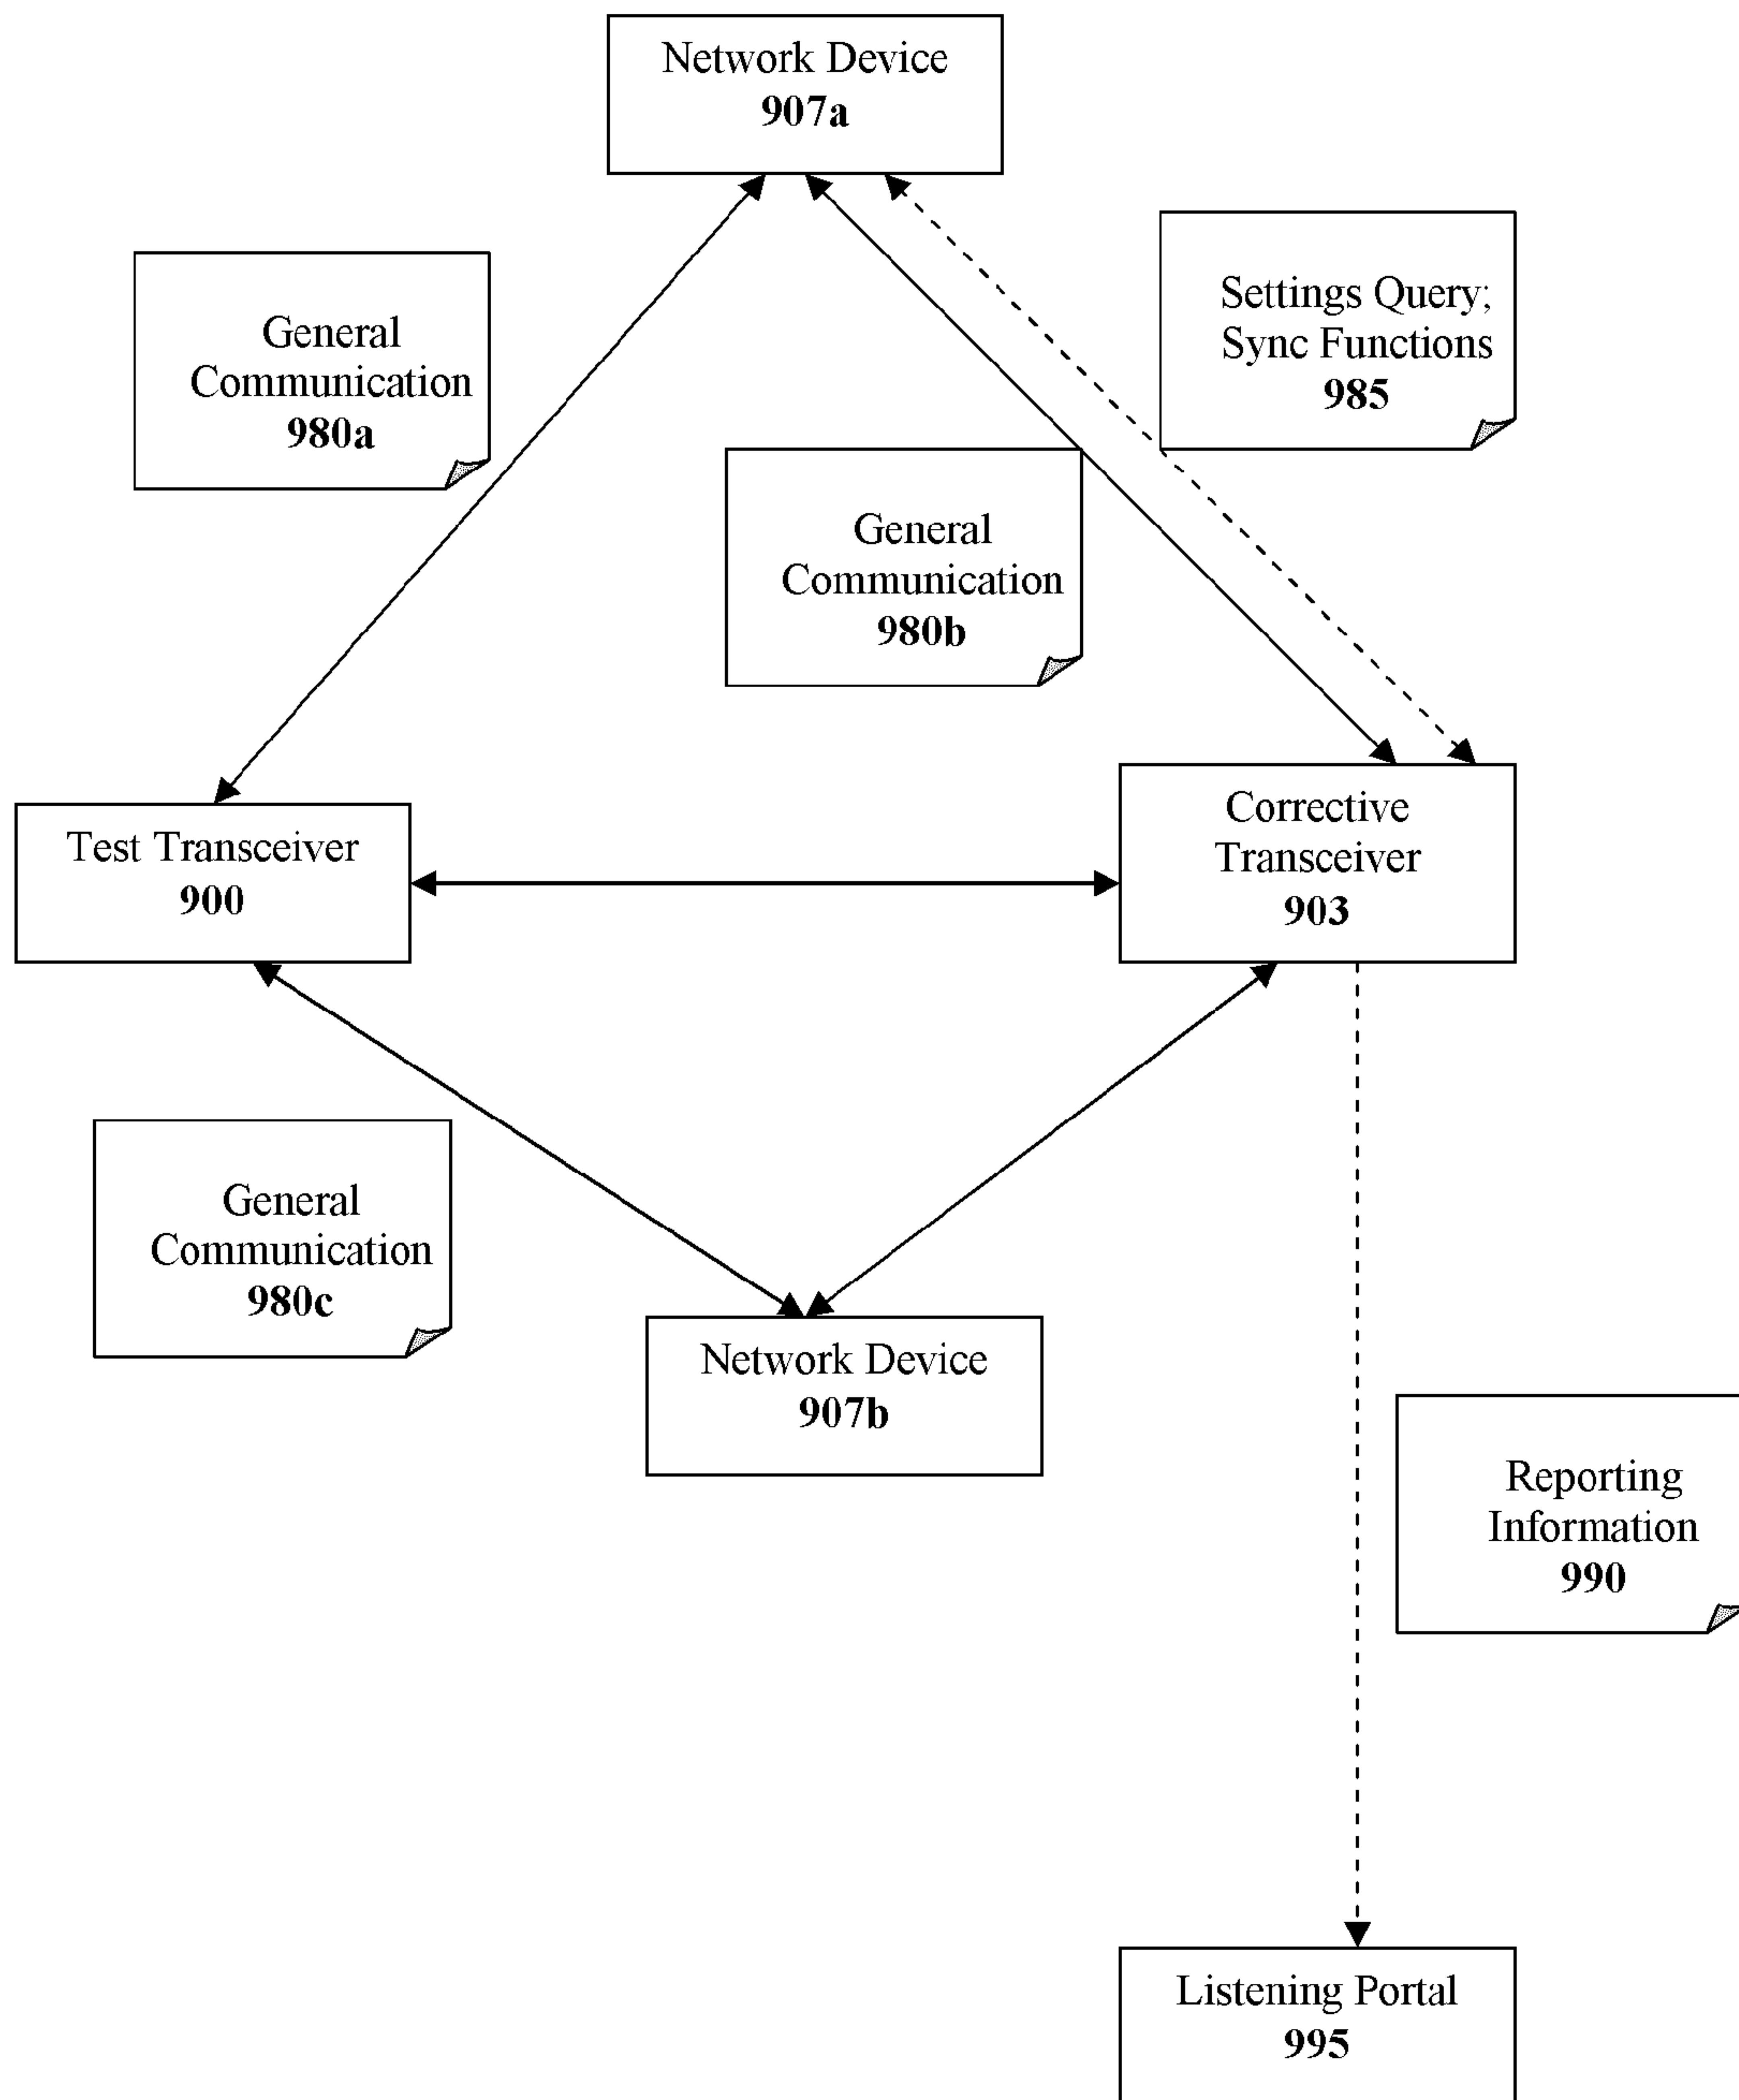 Network Device
907a
General
Communication
980a
Settings Query;
Sync Functions
985
General
Communication
980b
Test Transceiver
900
Corrective
Transceiver
903
General
Communication
980c
Network Device
907b
Reporting
Information
990
Listening Portal
995